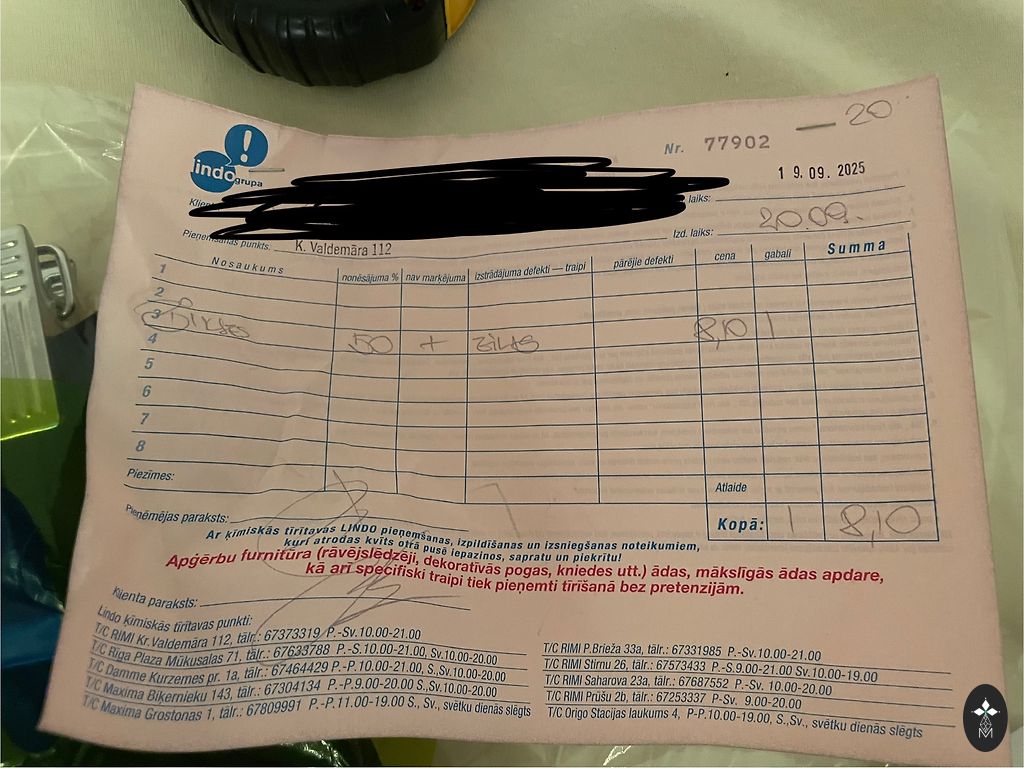 20
lindo grupa
Nr. 77902
19.09.2025
laiks:
Izd. laiks: 20.09.
Pieņemšanas punkts. K. Valdemāra 112
Nosaukums nonēsājuma % nav marķējuma izstrādājuma defekti — traipi pārējie defekti cena gabali Summa
1
2
3
4 50 + 8,10 1
5
6
7
8
Piezīmes:
Atlaide
Pieņēmējas paraksts:
Kopā: 1 8,10
Ar ķīmiskās tīrītavas LINDO pieņemšanas, izpildīšanas un izsniegšanas noteikumiem,
kuri atrodas kvīts otrā pusē iepazinos, sapratu un piekrītu!
Apģērbu furnitūra (rāvējslēdzēji, dekoratīvās pogas, kniedes utt.) ādas, mākslīgās ādas apdare,
kā arī specifiski traipi tiek pieņemti tīrīšanā bez pretenzijām.
Klienta paraksts:
Lindo Ķīmiskās tīrītavas punkti:
T/C RIMI Kr.Valdemāra 112, tālr.: 67373319 P.-Sv.10.00-21.00
T/C Rīga Plaza Mūkusalas 71, tālr.: 67633788 P.-S.10.00-21.00, Sv.10.00-20.00
T/C Damme Kurzemes pr. 1a, tālr.: 67464429 P.-P.10.00-21.00, S.,Sv.10.00-20.00
T/C Maxima Biķernieku 143, tālr.: 67304134 P.-P.9.00-20.00 S.,Sv.10.00-20.00
T/C Maxima Grostonas 1, tālr.: 67809991 P.-P.11.00-19.00 S., Sv., svētku dienās slēgts
T/C RIMI P.Brieža 33a, tālr.: 67331985 P.-Sv.10.00-21.00
T/C RIMI Stirnu 26, tālr.: 67573433 P.-S.9.00-21.00 Sv.10.00-19.00
T/C RIMI Saharova 23a, tālr.: 67687552 P.-Sv. 10.00-20.00
T/C RIMI Prūšu 2b, tālr.: 67253337 P-Sv. 9.00-20.00
T/C Origo Stacijas laukums 4, P-P.10.00-19.00, S.,Sv., svētku dienās slēgts